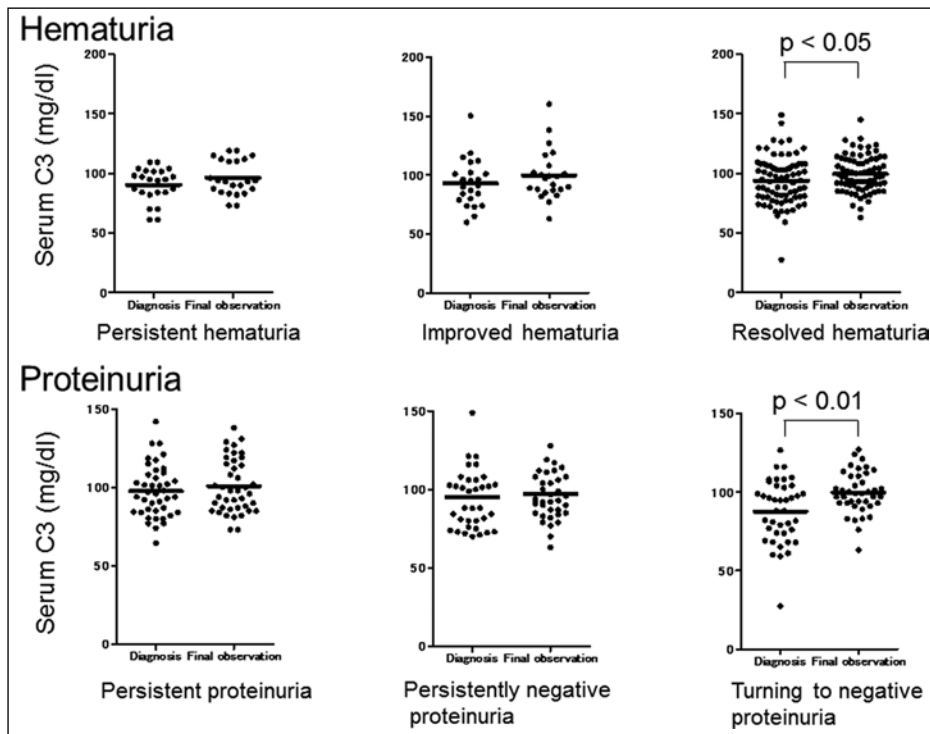 Hematuria
Serum C3 (mg/dl)
200
150
100
50
0
Diagnosis Final observation
Persistent hematuria
200
150
100
50
0
Diagnosis Final observation
Improved hematuria
p < 0.05
200
150
100
50
0
Diagnosis Final observation
Resolved hematuria
Proteinuria
Serum C3 (mg/dl)
150
100
50
0
Diagnosis Final observation
Persistent proteinuria
150
100
50
0
Diagnosis Final observation
Persistently negative
proteinuria
p < 0.01
150
100
50
0
Diagnosis Final observation
Turning to negative
proteinuria